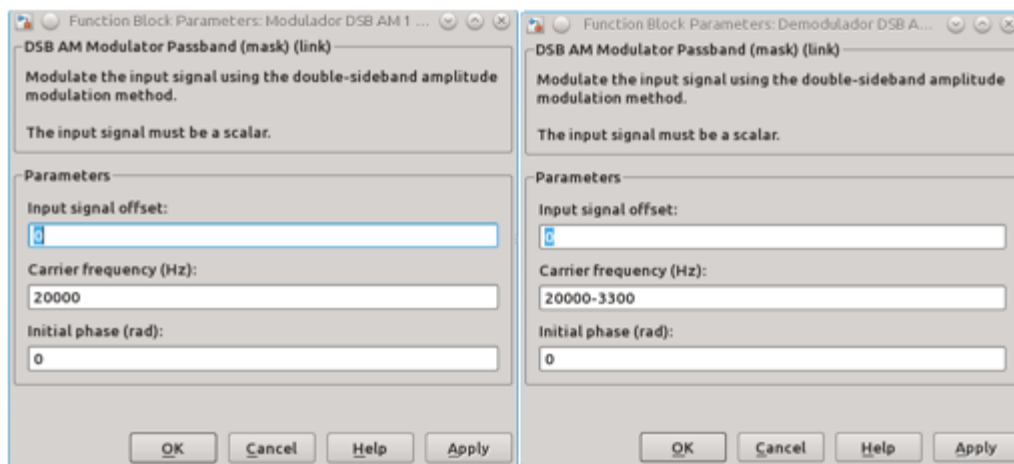 Function Block Parameters: Modulador DSB AM 1 ...
DSB AM Modulator Passband (mask) (link)
Modulate the input signal using the double-sideband amplitude
modulation method.
The input signal must be a scalar.
Parameters
Input signal offset:
0
Carrier frequency (Hz):
20000
Initial phase (rad):
0
OK
Cancel
Help
Apply
Function Block Parameters: Demodulador DSB A...
DSB AM Modulator Passband (mask) (link)
Modulate the input signal using the double-sideband amplitude
modulation method.
The input signal must be a scalar.
Parameters
Input signal offset:
0
Carrier frequency (Hz):
20000-3300
Initial phase (rad):
0
OK
Cancel
Help
Apply